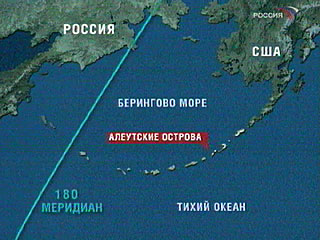 РОССИЯ
РОССИЯ
США
БЕРИНГОВО МОРЕ
АЛЕУТСКИЕ ОСТРОВА
180
МЕРИДИАН
ТИХИЙ ОКЕАН